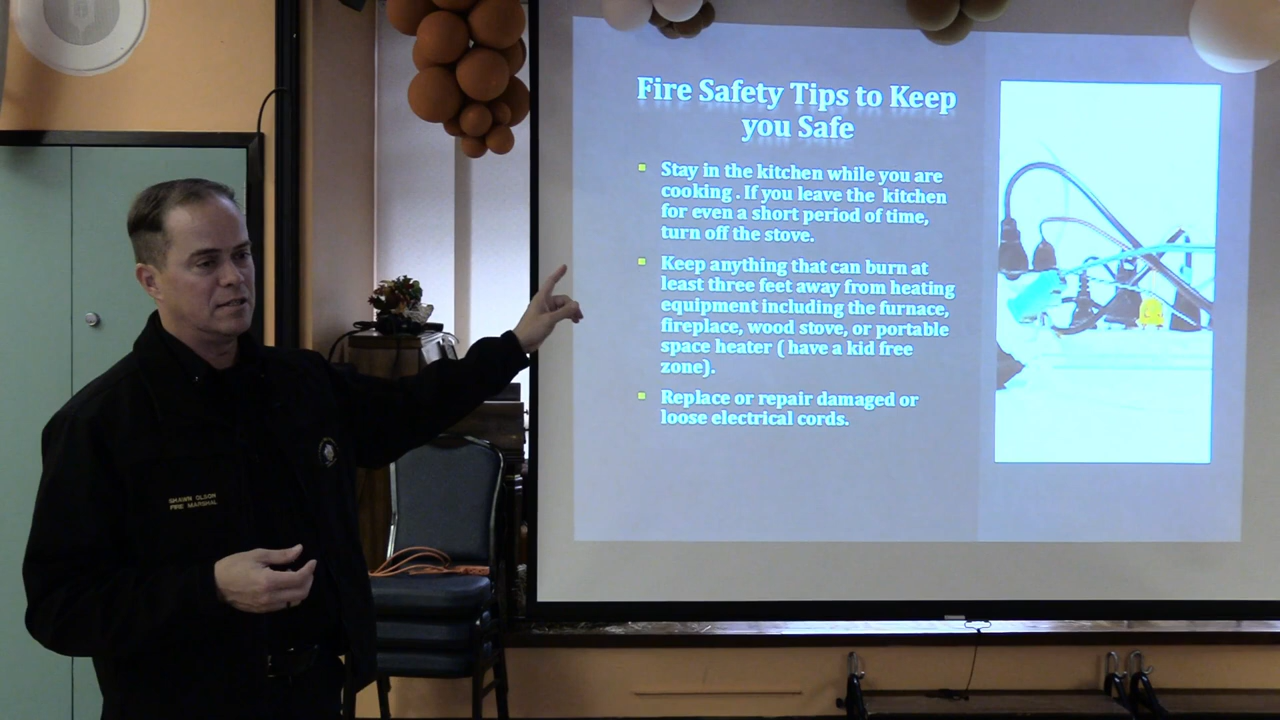 Fire Safety Tips to Keep
you Safe
Stay in the kitchen while you are
cooking . If you leave the kitchen
for even a short period of time,
turn off the stove.
Keep anything that can burn at
least three feet away from heating
equipment including the furnace,
fireplace, wood stove, or portable
space heater ( have a kid free
zone).
Replace or repair damaged or
loose electrical cords.
SHAWN OLSON
FIRE MARSHAL